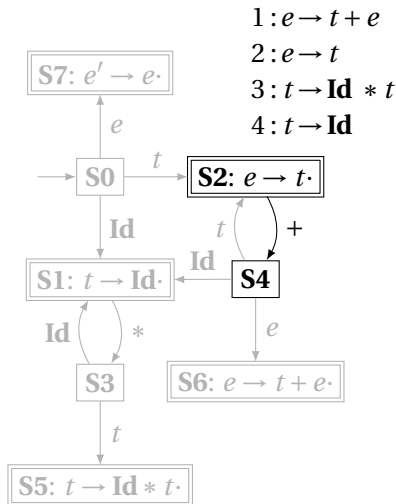 1 : e → t + e
2 : e → t
3 : t → Id * t
4 : t → Id
S7: e′ → e·
e
S0
t
S2: e → t·
Id
t
+
S1: t → Id·
Id
S4
Id
*
e
S3
S6: e → t + e·
t
S5: t → Id * t·